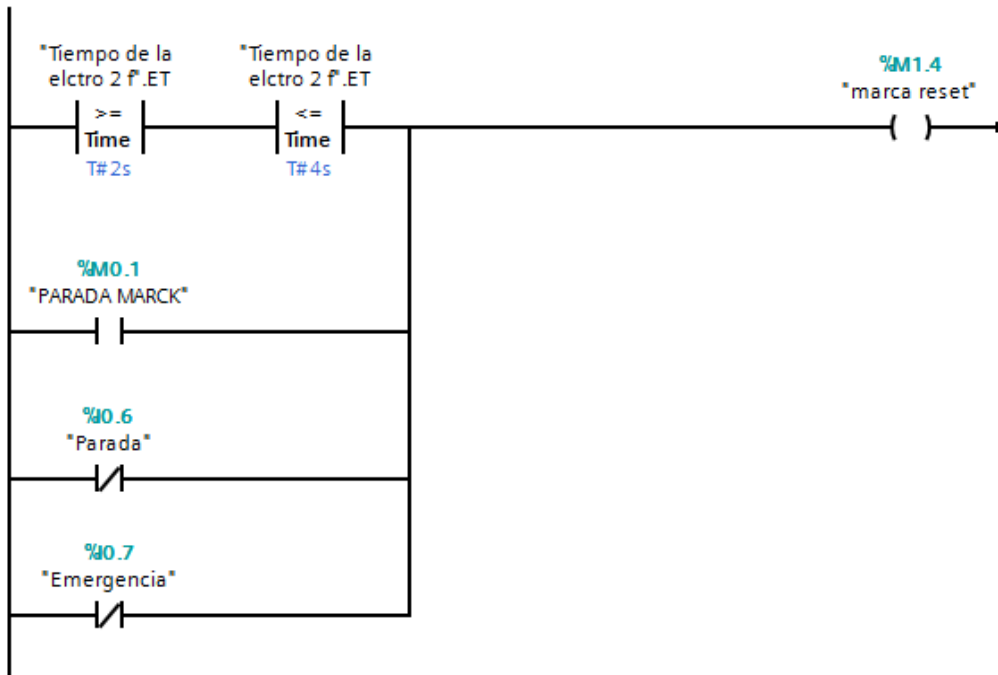 "Tiempo de la
elctro 2 f".ET
>=
Time
T#2s
"Tiempo de la
elctro 2 f".ET
<=
Time
T#4s
%M1.4
"marca reset"
%M0.1
"PARADA MARCK"
%I0.6
"Parada"
%I0.7
"Emergencia"